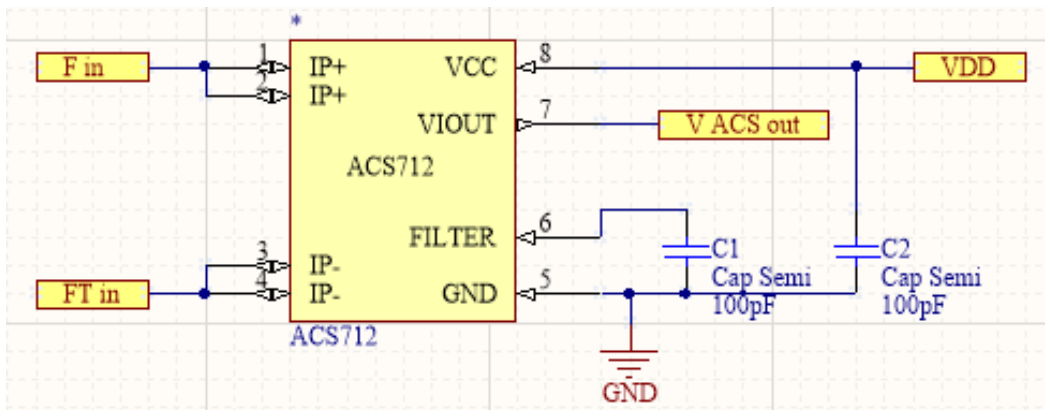 *
F in
1
IP+
VCC
8
VDD
2
IP+
VIOUT
7
V ACS out
ACS712
FILTER
6
C1
Cap Semi
100pF
C2
Cap Semi
100pF
3
IP-
FT in
4
IP-
GND
5
ACS712
GND